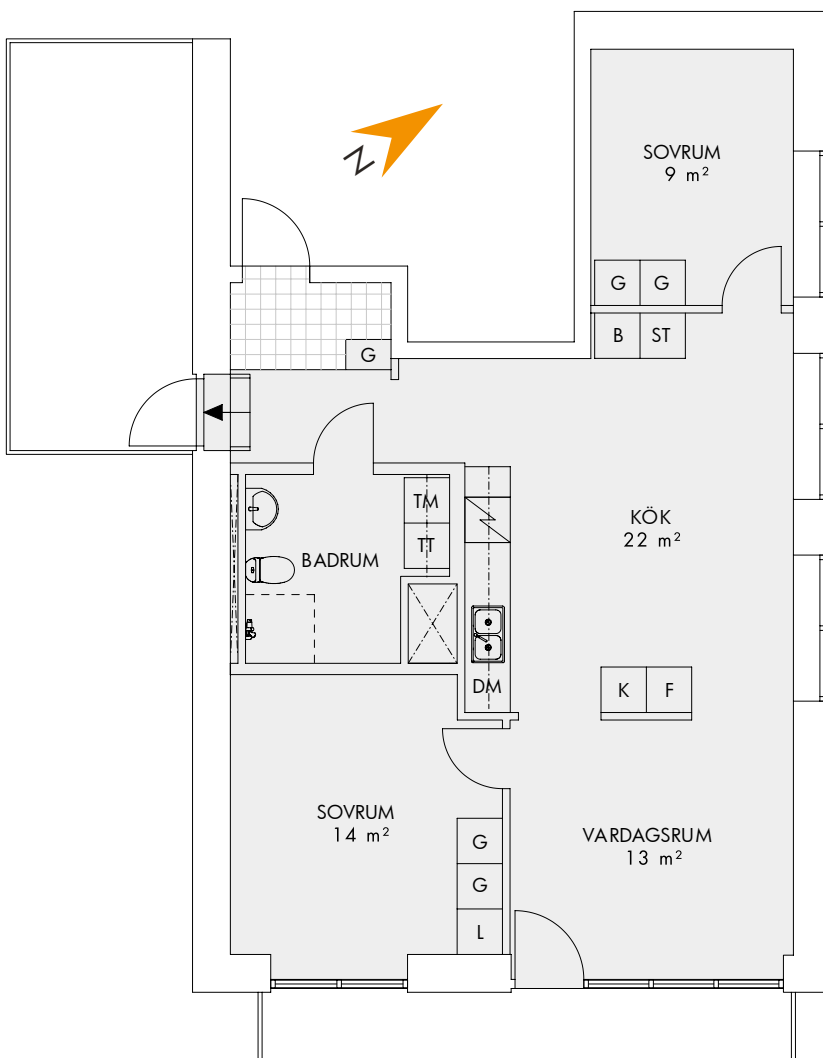 N
SOVRUM
9 m²
G G
B ST
G
KÖK
22 m²
TM
TT
BADRUM
DM
K F
SOVRUM
14 m²
VARDAGSRUM
13 m²
G
G
L